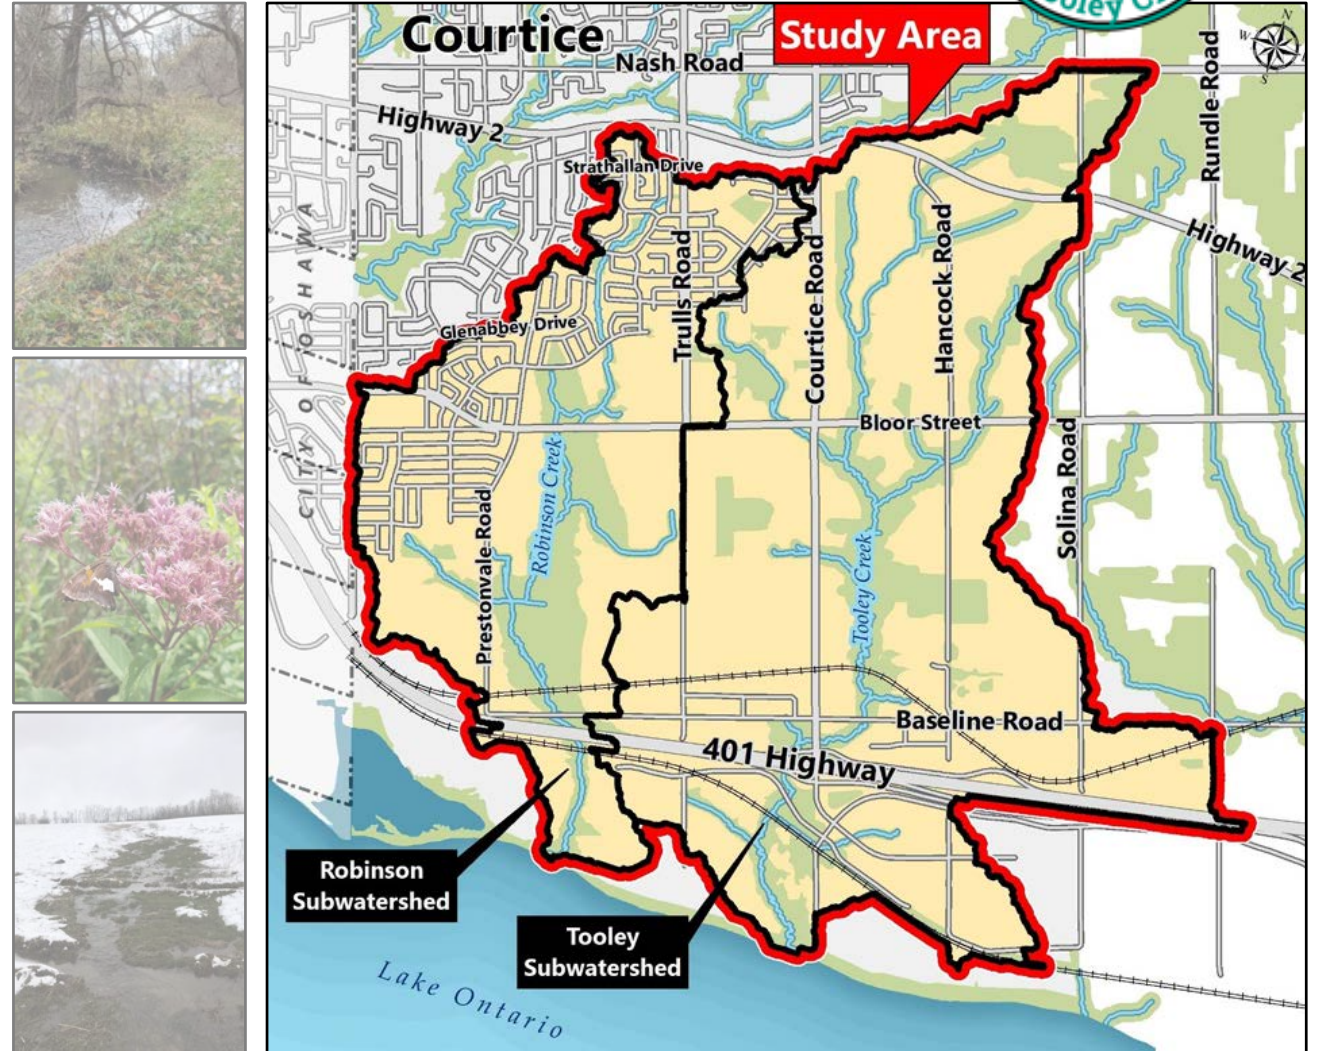 ooley Cr
N
W
S
Courtice
Study Area
Nash Road
Rundle Road
Highway 2
Strathallan Drive
CITY OF OSHAWA
Trulls Road
Courtice Road
Hancock Road
Highway 2
Glenabbey Drive
Bloor Street
Robinson Creek
Solina Road
Prestonvale Road
Tooley Creek
Baseline Road
401 Highway
Robinson
Subwatershed
Tooley
Subwatershed
Lake Ontario